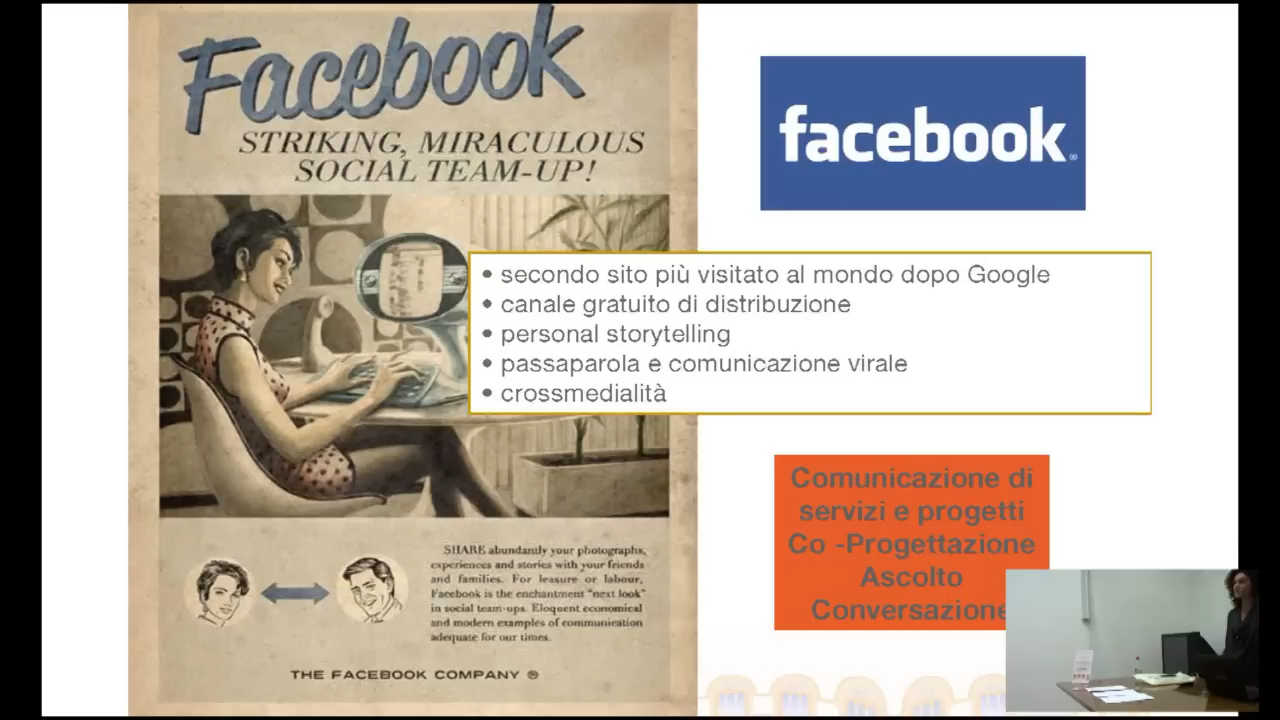 Facebook
STRIKING, MIRACULOUS
SOCIAL TEAM-UP!
facebook®
• secondo sito più visitato al mondo dopo Google
• canale gratuito di distribuzione
• personal storytelling
• passaparola e comunicazione virale
• crossmedialità
Comunicazione di
servizi e progetti
Co -Progettazione
Ascolto
Conversazione
SHARE abundantly your photographs,
experiences and stories with your friends
and families. For leasure or labour,
Facebook is the enchantment "next look"
in social team-ups. Eloquent economical
and modern examples of communication
adequate for our times.
THE FACEBOOK COMPANY ®